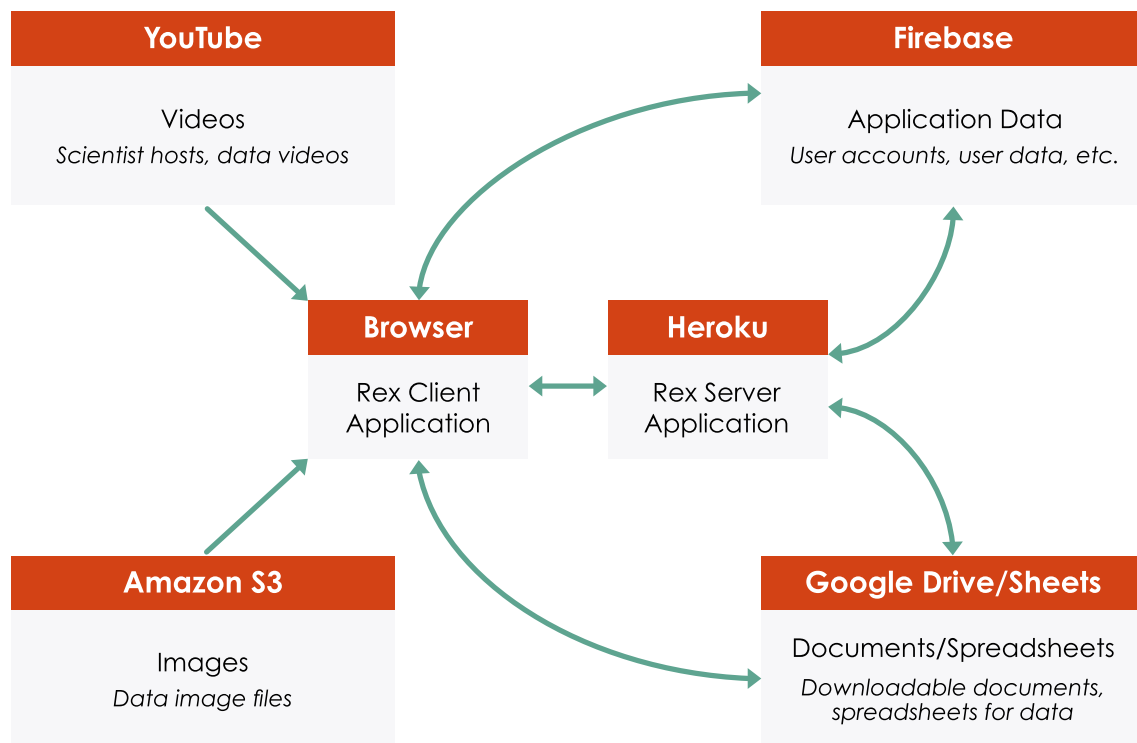 YouTube
Videos
Scientist hosts, data videos
Firebase
Application Data
User accounts, user data, etc.
Browser
Rex Client
Application
Heroku
Rex Server
Application
Amazon S3
Images
Data image files
Google Drive/Sheets
Documents/Spreadsheets
Downloadable documents,
spreadsheets for data